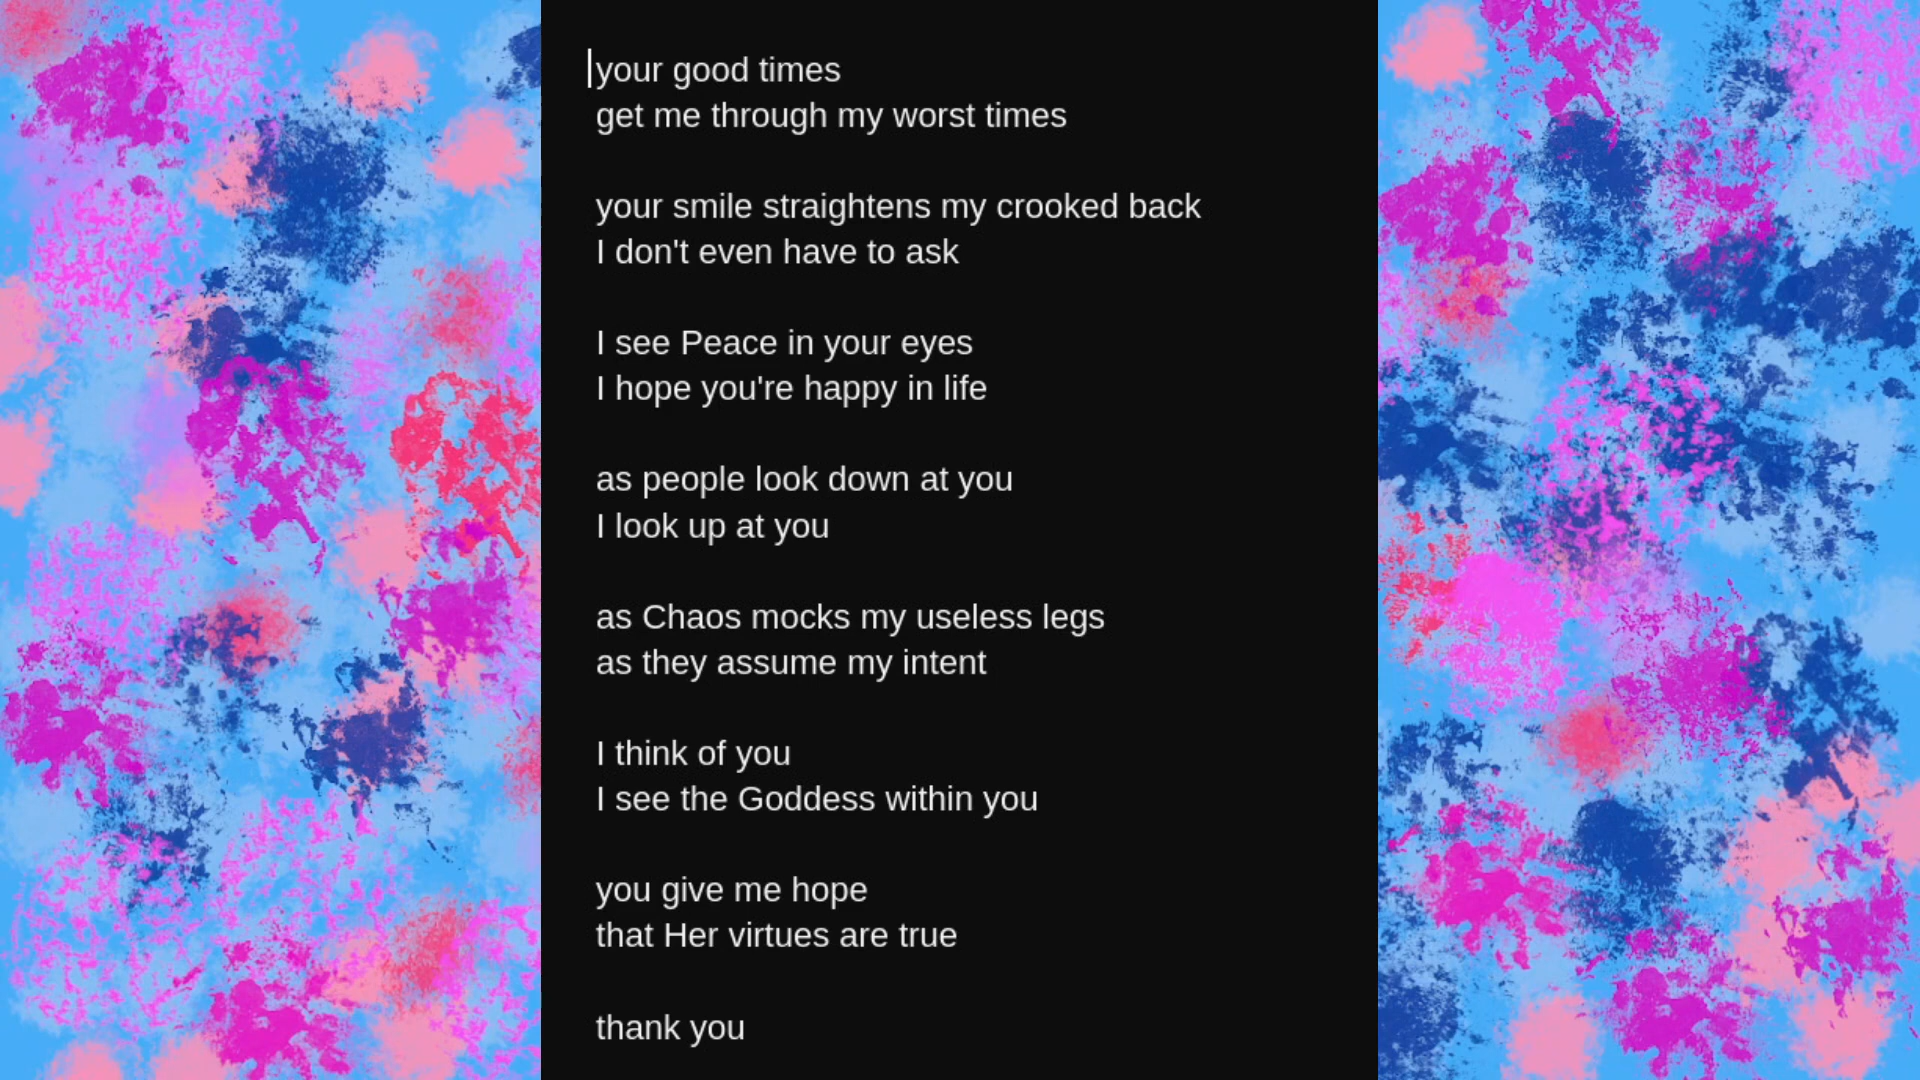 your good times
get me through my worst times
your smile straightens my crooked back
I don't even have to ask
I see Peace in your eyes
I hope you're happy in life
as people look down at you
I look up at you
as Chaos mocks my useless legs
as they assume my intent
I think of you
I see the Goddess within you
you give me hope
that Her virtues are true
thank you